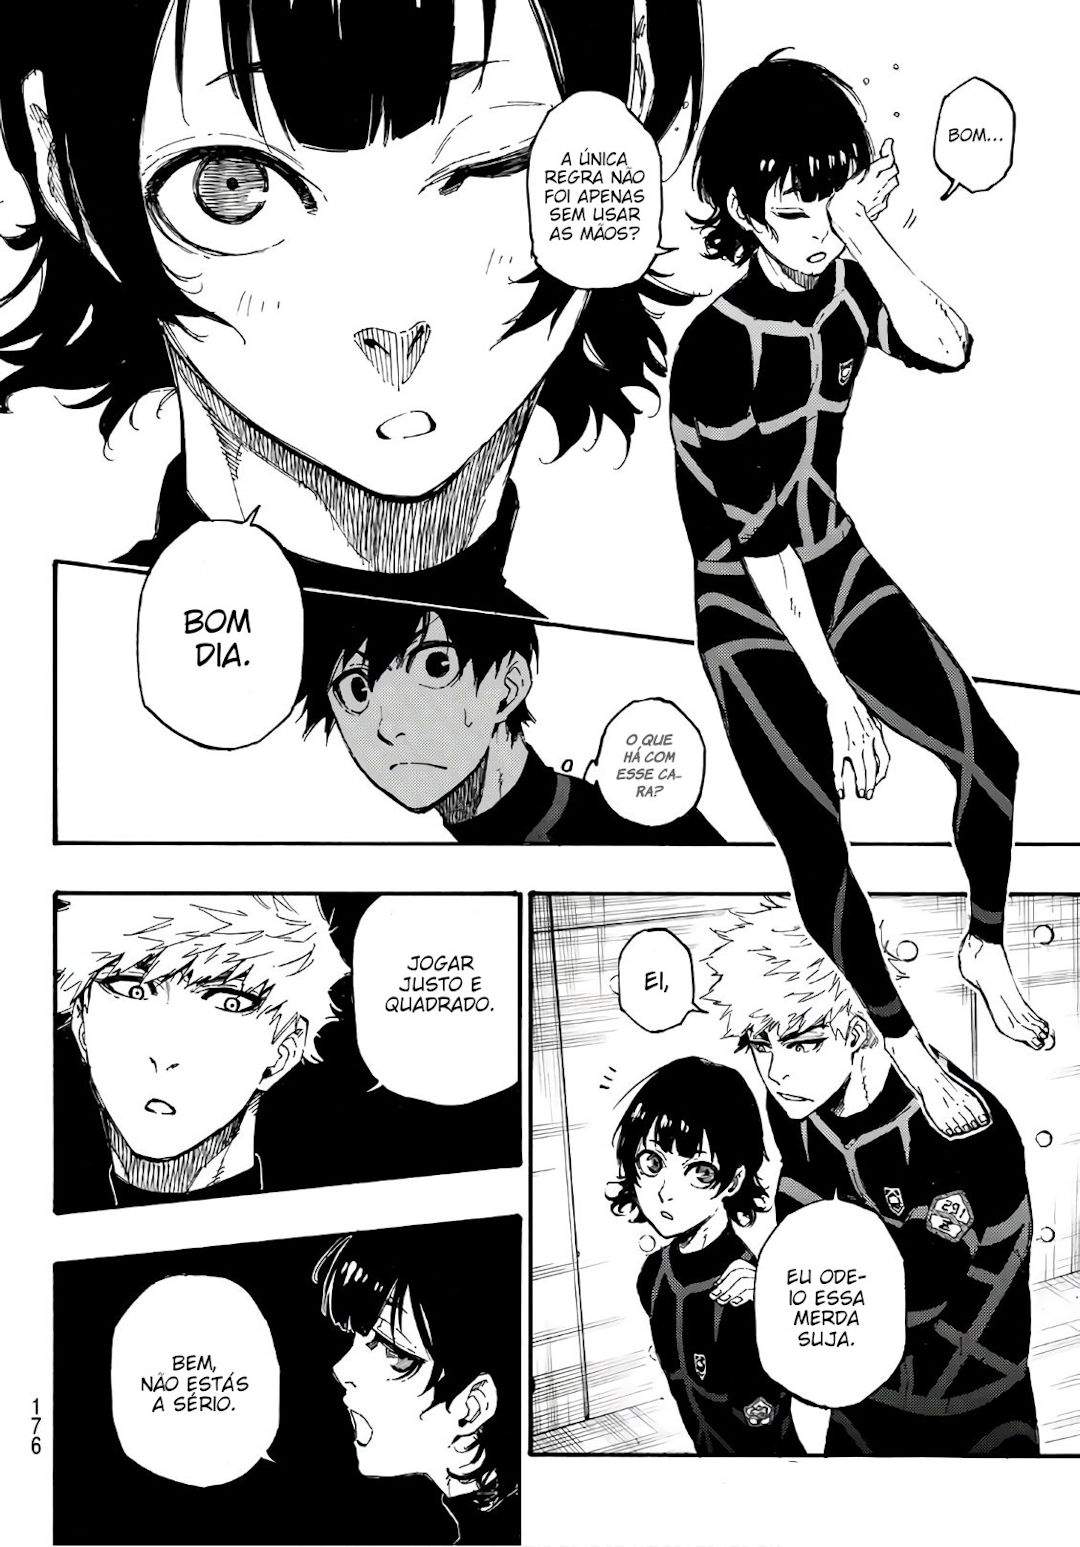 BOM...
A ÚNICA
REGRA NÃO
FOI APENAS
SEM USAR
AS MÃOS?
BOM
DIA.
O QUE
HÁ COM
ESSE CA-
RA?
EI,
EU ODE-
IO ESSA
MERDA
SUJA.
JOGAR
JUSTO E
QUADRADO.
BEM,
NÃO ESTÁS
A SÉRIO.
291
176